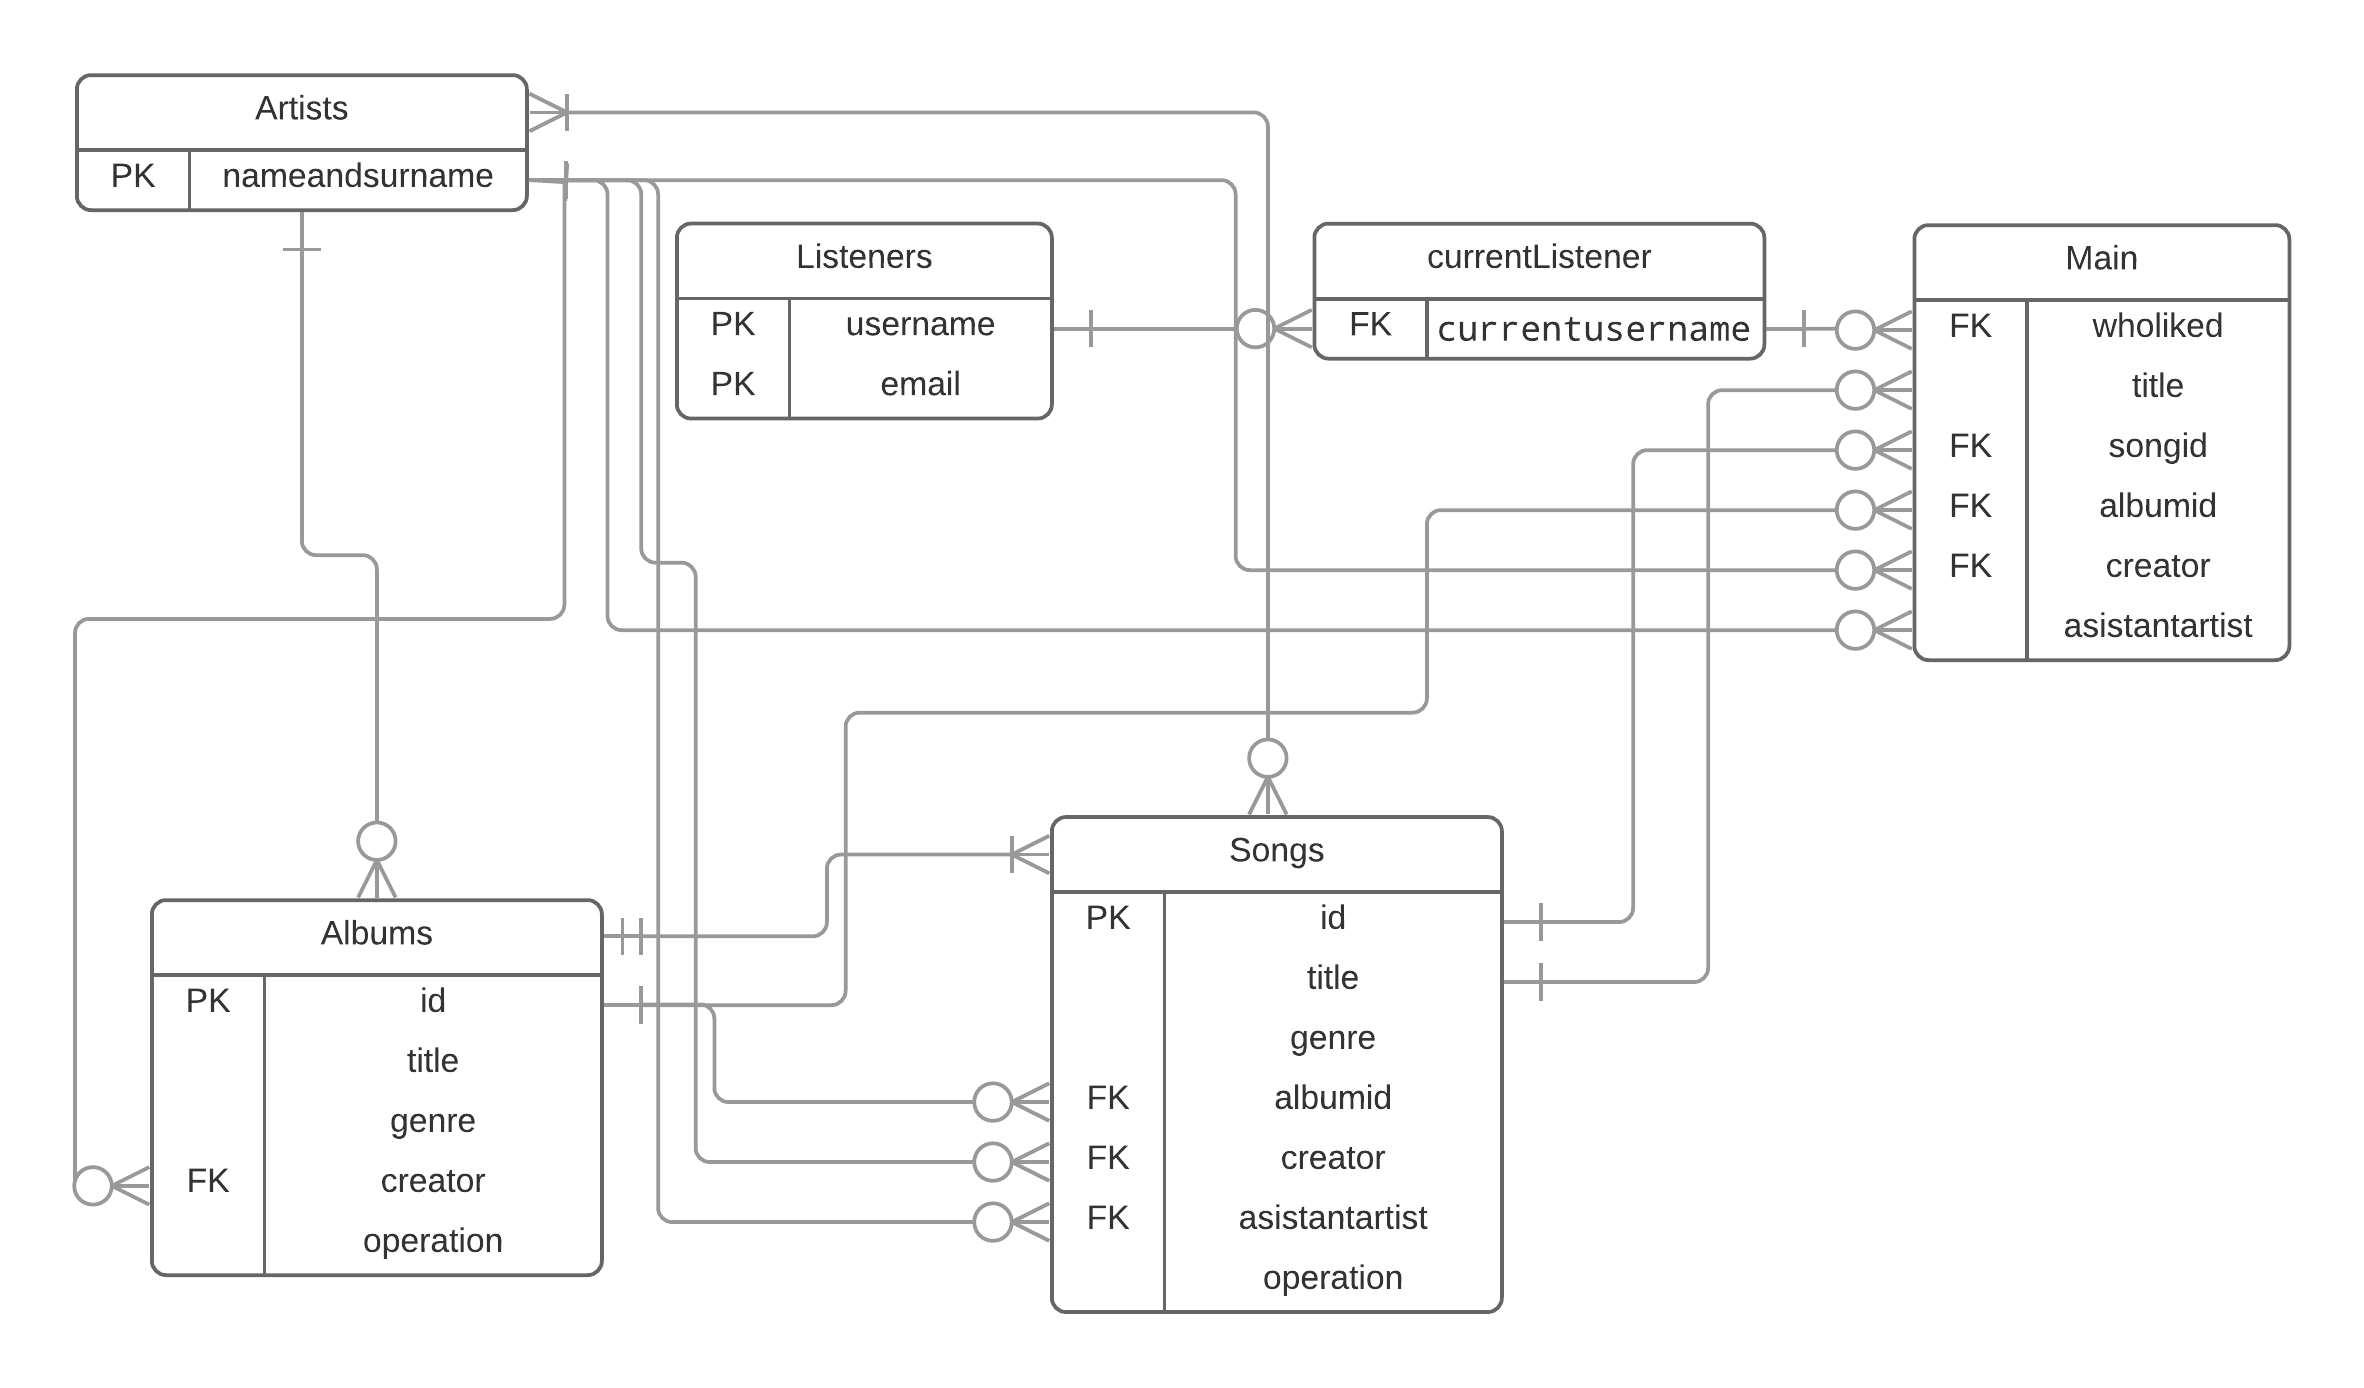 Artists
PK nameandsurname
Listeners
PK username
PK email
currentListener
FK currentusername
Main
FK wholiked
title
FK songid
FK albumid
FK creator
asistantartist
Albums
PK id
title
genre
FK creator
operation
Songs
PK id
title
genre
FK albumid
FK creator
FK asistantartist
operation